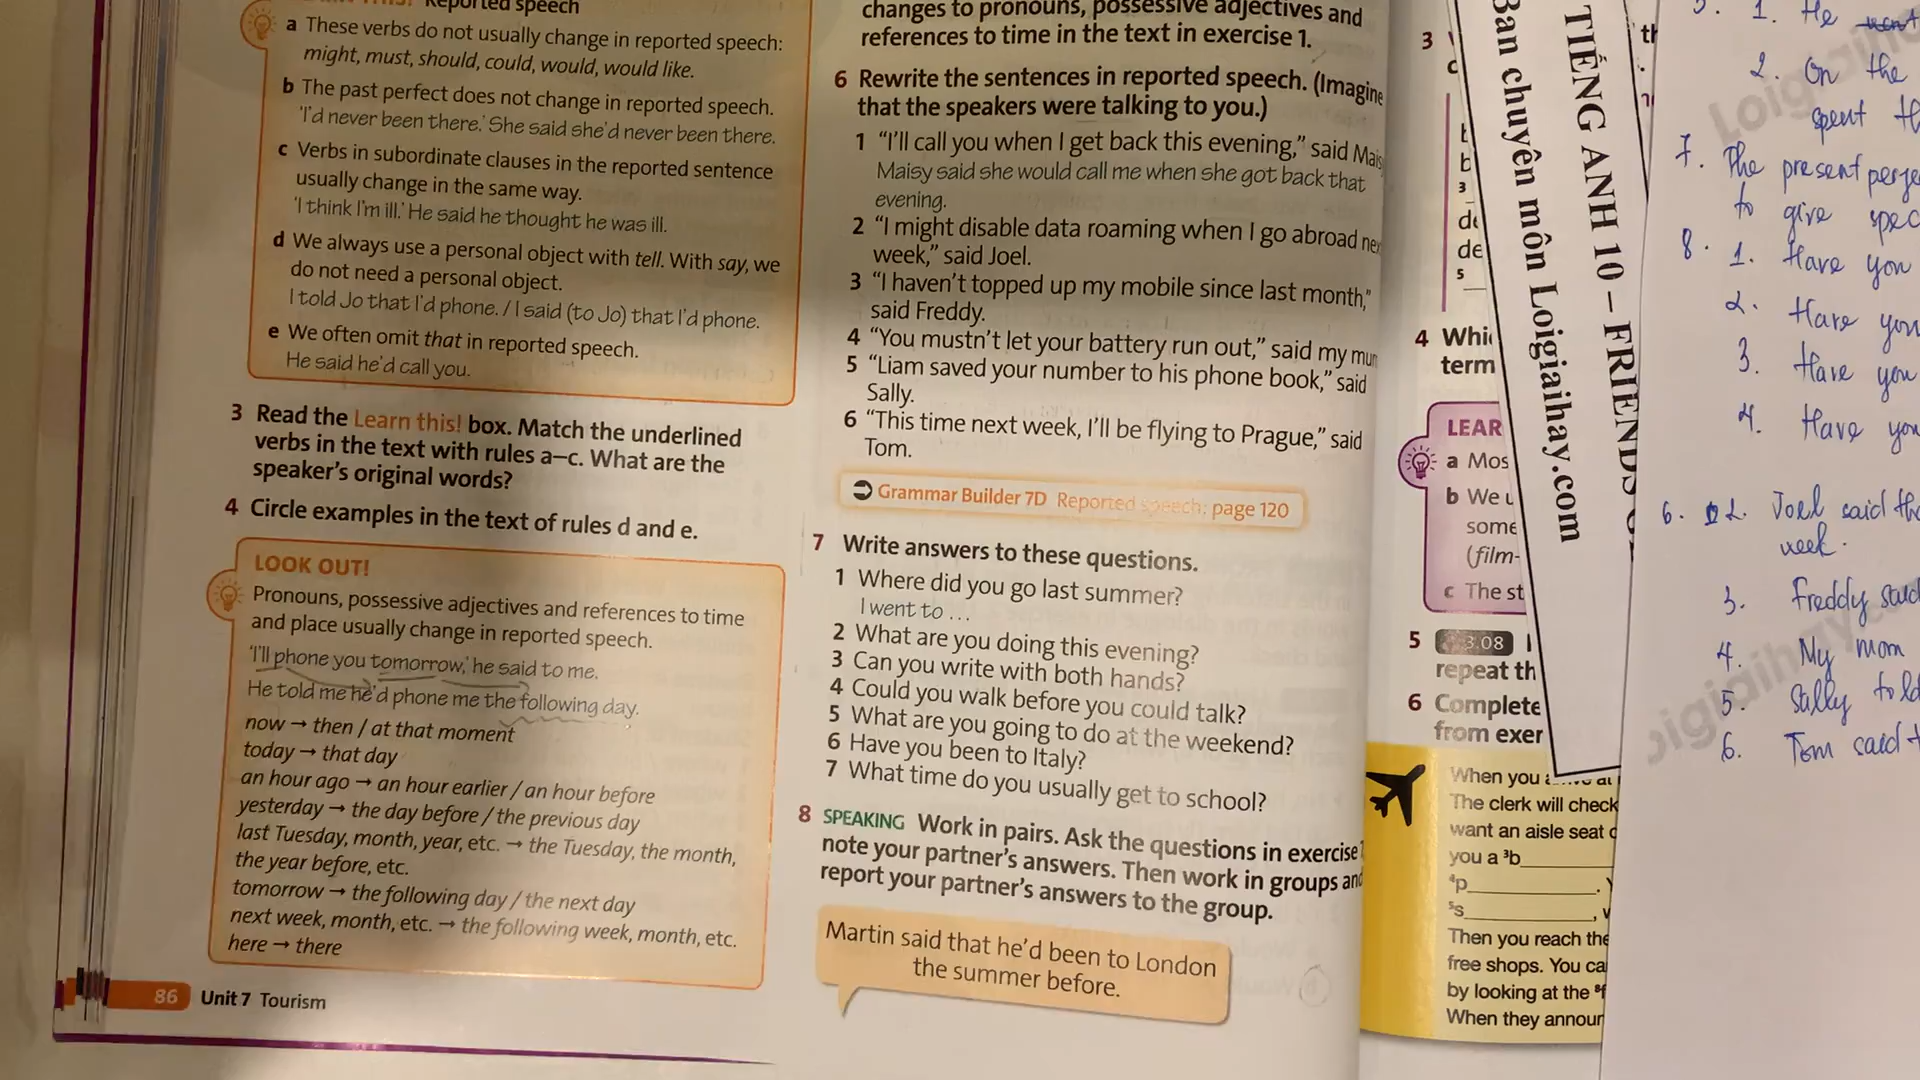 Reported speech
a These verbs do not usually change in reported speech:
might, must, should, could, would, would like.
b The past perfect does not change in reported speech.
'I'd never been there.' She said she'd never been there.
c Verbs in subordinate clauses in the reported sentence
usually change in the same way.
'I think I'm ill.' He said he thought he was ill.
d We always use a personal object with tell. With say, we
do not need a personal object.
I told Jo that I'd phone. / I said (to Jo) that I'd phone.
e We often omit that in reported speech.
He said he'd call you.
3 Read the Learn this! box. Match the underlined
verbs in the text with rules a–c. What are the
speaker's original words?
4 Circle examples in the text of rules d and e.
LOOK OUT!
Pronouns, possessive adjectives and references to time
and place usually change in reported speech.
'I'll phone you tomorrow,' he said to me.
He told me he'd phone me the following day.
now → then / at that moment
today → that day
an hour ago → an hour earlier / an hour before
yesterday → the day before / the previous day
last Tuesday, month, year, etc. → the Tuesday, the month,
the year before, etc.
tomorrow → the following day / the next day
next week, month, etc. → the following week, month, etc.
here → there
86 Unit 7 Tourism
changes to pronouns, possessive adjectives and
references to time in the text in exercise 1.
6 Rewrite the sentences in reported speech. (Imagine
that the speakers were talking to you.)
1 "I'll call you when I get back this evening," said Mais
Maisy said she would call me when she got back that
evening.
2 "I might disable data roaming when I go abroad nex
week," said Joel.
3 "I haven't topped up my mobile since last month,"
said Freddy.
4 "You mustn't let your battery run out," said my mum
5 "Liam saved your number to his phone book," said
Sally.
6 "This time next week, I'll be flying to Prague," said
Tom.
Grammar Builder 7D Reported speech: page 120
7 Write answers to these questions.
1 Where did you go last summer?
I went to …
2 What are you doing this evening?
3 Can you write with both hands?
4 Could you walk before you could talk?
5 What are you going to do at the weekend?
6 Have you been to Italy?
7 What time do you usually get to school?
8 SPEAKING Work in pairs. Ask the questions in exercise 7
note your partner's answers. Then work in groups and
report your partner's answers to the group.
Martin said that he'd been to London
the summer before.
3
4 Whi
term
LEAR
a Mos
b We u
some
(film-
c The st
5 3.08
repeat th
6 Complete
from exer
When you
The clerk will check
want an aisle seat
you a ³b
⁴p
⁵s
Then you reach the
free shops. You ca
by looking at the ⁸f
When they announ
TIẾNG ANH 10 – FRIENDS
Ban chuyên môn Loigiaihay.com
1. He went
2. On the
spent th
7. The present perfe
to give spec
8. 1. Have you
2. Have you
3. Have you
4. Have you
6. 2. Joel said th
week.
3. Freddy said
4. My mom
5. Sally told
6. Tom said t